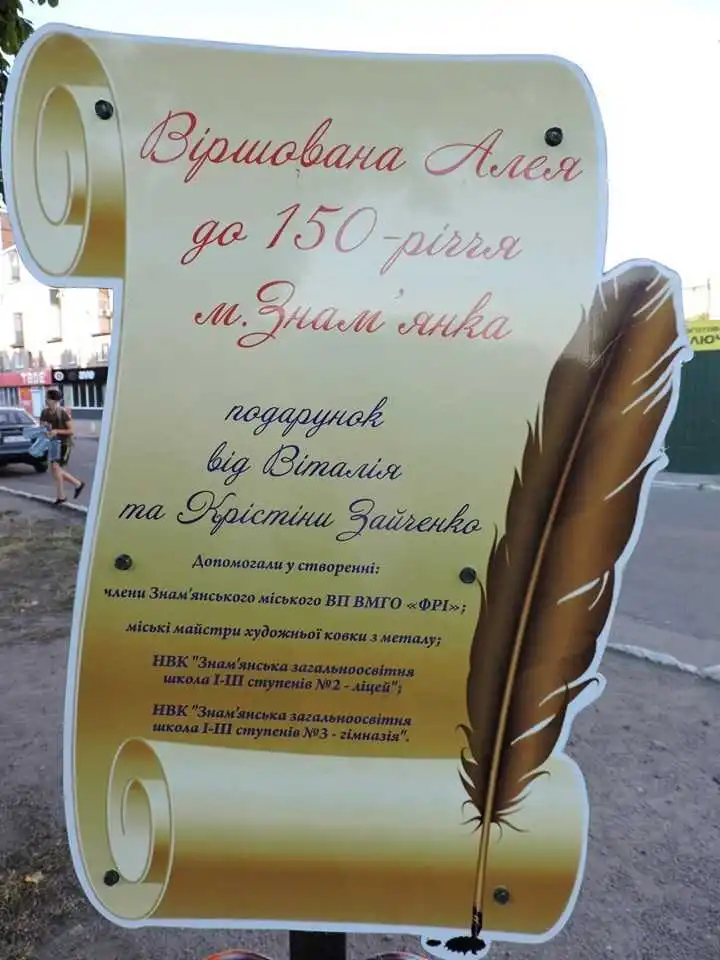 Віршована Алея
до 150-річчя
м.Знам'янка
подарунок
від Віталія
та Крістіни Зайченко
Допомогали у створенні:
члени Знам'янського міського ВП ВМГО «ФРІ»;
міські майстри художньої ковки з металу;
НВК "Знам'янська загальноосвітня
школа І-ІІІ ступенів №2 - ліцей";
НВК "Знам'янська загальноосвітня
школа І-ІІІ ступенів №3 - гімназія".